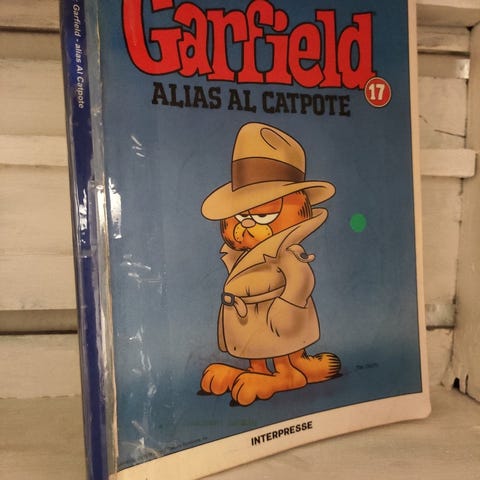 Garfield - alias Al Catpote
Garfield
17
ALIAS AL CATPOTE
INTERPRESSE